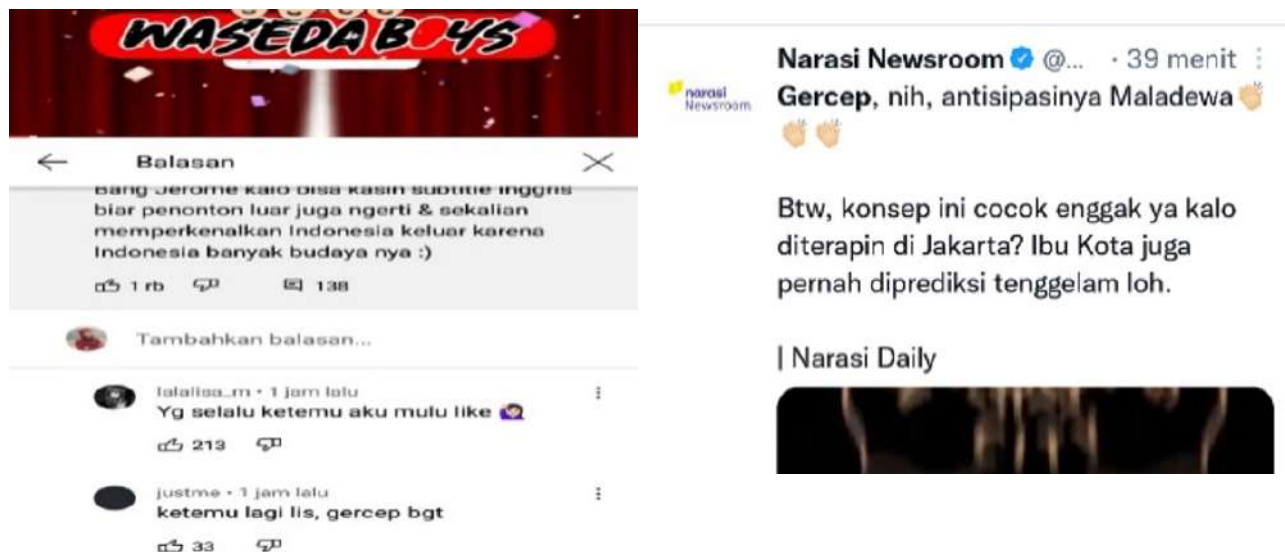 WASEDA BOYS
Balasan
Bang Jerome kalo bisa kasih subtitle inggris
biar penonton luar juga ngerti & sekalian
memperkenalkan Indonesia keluar karena
Indonesia banyak budaya nya :)
1 rb 138
Tambahkan balasan...
lalalisa_m • 1 jam lalu
Yg selalu ketemu aku mulu like 🙋🏻‍♀️
213
justme • 1 jam lalu
ketemu lagi lis, gercep bgt
33
narasi
Newsroom
Narasi Newsroom @... · 39 menit
Gercep, nih, antisipasinya Maladewa👏🏻
👏🏻👏🏻
Btw, konsep ini cocok enggak ya kalo
diterapin di Jakarta? Ibu Kota juga
pernah diprediksi tenggelam loh.
| Narasi Daily